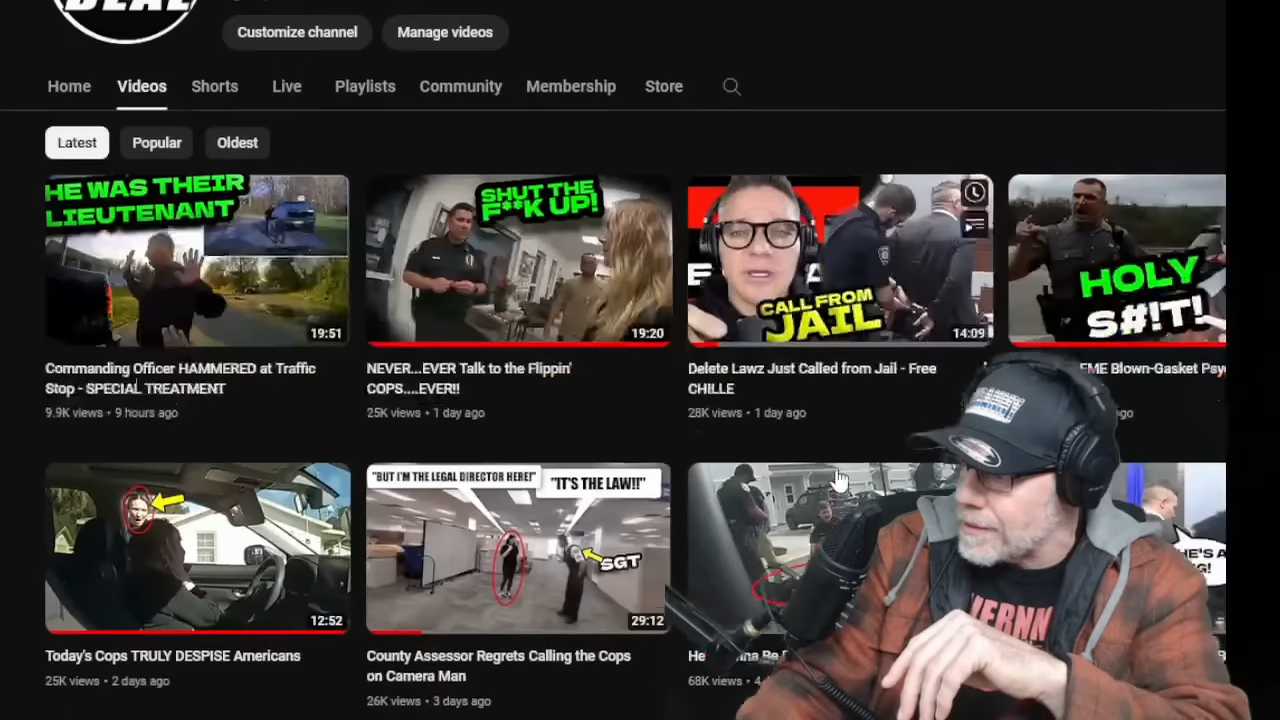 DEAL
Customize channel
Manage videos
Home
Videos
Shorts
Live
Playlists
Community
Membership
Store
Latest
Popular
Oldest
HE WAS THEIR
LIEUTENANT
19:51
SHUT THE
F**K UP!
19:20
CALL FROM
JAIL
14:09
HOLY
S#!T!
Commanding Officer HAMMERED at Traffic
Stop - SPECIAL TREATMENT
9.9K views • 9 hours ago
NEVER...EVER Talk to the Flippin'
COPS....EVER!!
25K views • 1 day ago
Delete Lawz Just Called from Jail - Free
CHILLE
28K views • 1 day ago
Blown-Gasket
ago
12:52
"BUT I'M THE LEGAL DIRECTOR HERE!"
"IT'S THE LAW!!"
SGT
29:12
HE'S A
Today's Cops TRULY DESPISE Americans
25K views • 2 days ago
County Assessor Regrets Calling the Cops
on Camera Man
26K views • 3 days ago
68K views